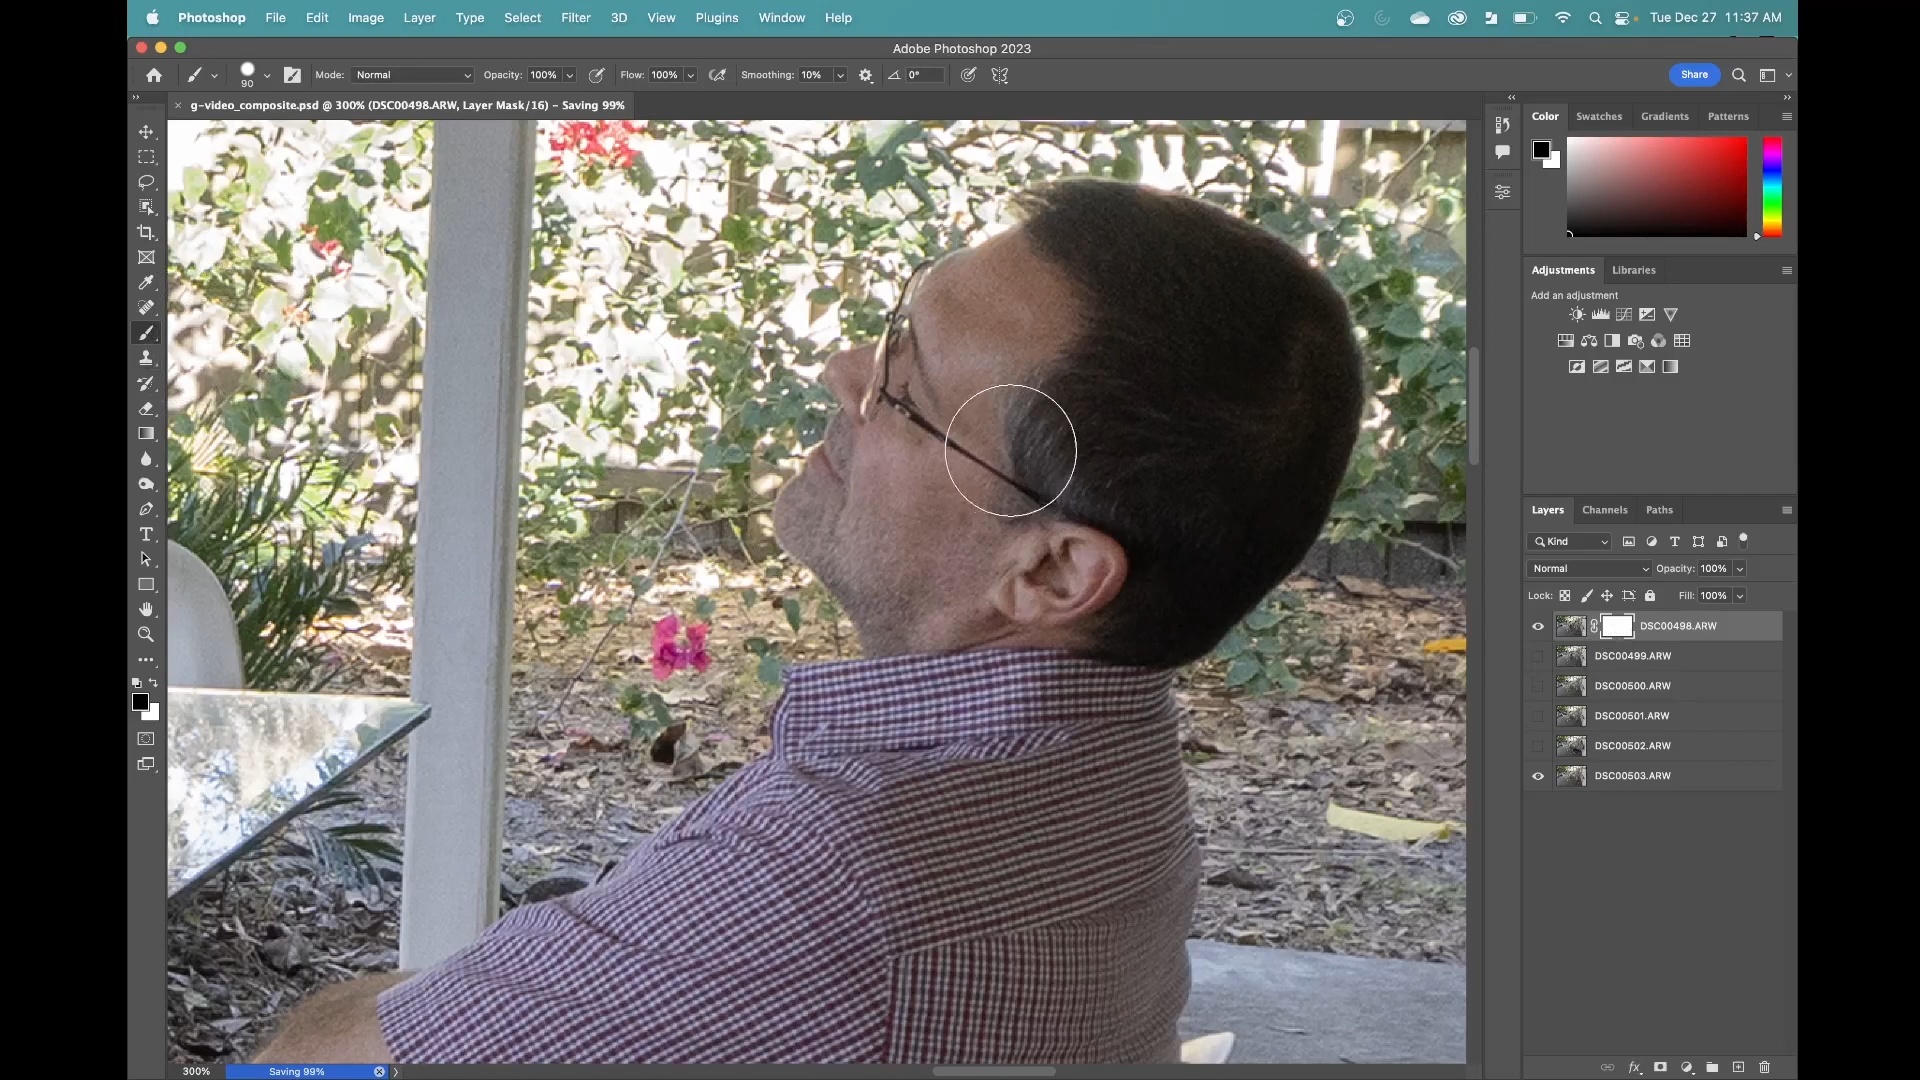 Photoshop File Edit Image Layer Type Select Filter 3D View Plugins Window Help Tue Dec 27 11:37 AM
Adobe Photoshop 2023
90 Mode: Normal Opacity: 100% Flow: 100% Smoothing: 10% 0° Share
g-video_composite.psd @ 300% (DSC00498.ARW, Layer Mask/16) – Saving 99%
Color Swatches Gradients Patterns
Adjustments Libraries
Add an adjustment
Layers Channels Paths
Kind
Normal Opacity: 100%
Lock: Fill: 100%
DSC00498.ARW
DSC00499.ARW
DSC00500.ARW
DSC00501.ARW
DSC00502.ARW
DSC00503.ARW
300% Saving 99%